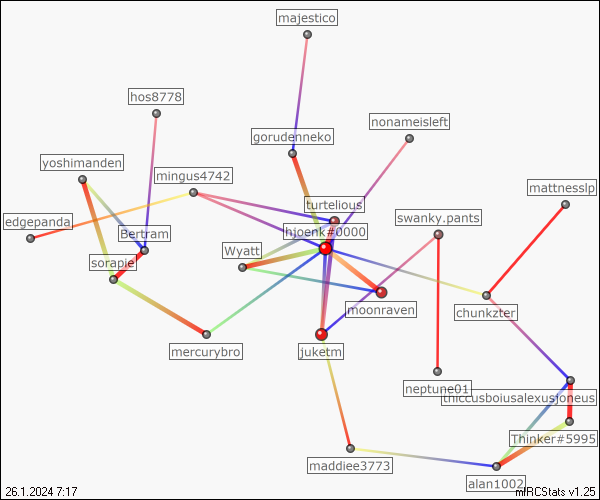 majestico
hos8778
nonameisleft
gorudenneko
yoshimanden
mingus4742
mattnesslp
turtelious
edgepanda
swanky.pants
Bertram
hjoenk#0000
Wyatt
sorapie
moonraven
chunkzter
mercurybro
juketm
neptune01
thiccusboiusalexusjoneus
Thinker#5995
maddiee3773
alan1002
26.1.2024 7:17
mIRCStats v1.25